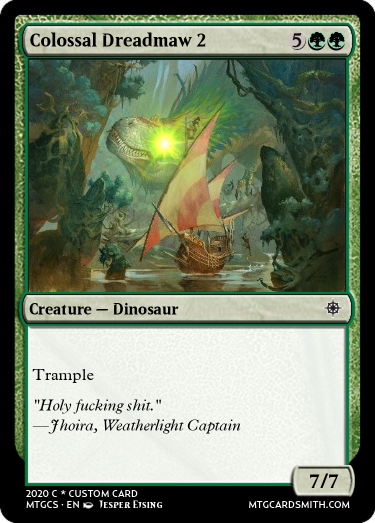 Colossal Dreadmaw 2 5
Creature — Dinosaur
Trample
"Holy fucking shit."
—Jhoira, Weatherlight Captain
7/7
2020 C * CUSTOM CARD
MTGCS • EN Jesper Ejsing MTGCARDSMITH.COM